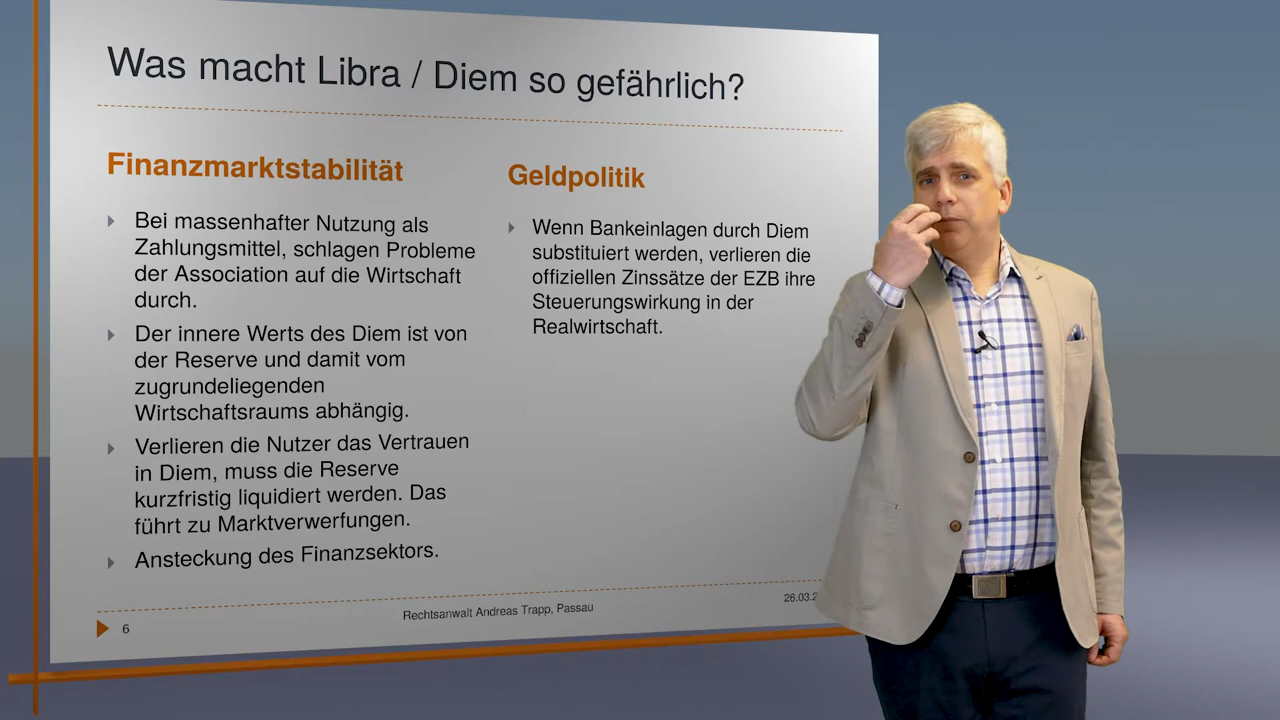 Was macht Libra / Diem so gefährlich?
Finanzmarktstabilität
Bei massenhafter Nutzung als
Zahlungsmittel, schlagen Probleme
der Association auf die Wirtschaft
durch.
Der innere Werts des Diem ist von
der Reserve und damit vom
zugrundeliegenden
Wirtschaftsraums abhängig.
Verlieren die Nutzer das Vertrauen
in Diem, muss die Reserve
kurzfristig liquidiert werden. Das
führt zu Marktverwerfungen.
Ansteckung des Finanzsektors.
Geldpolitik
Wenn Bankeinlagen durch Diem
substituiert werden, verlieren die
offiziellen Zinssätze der EZB ihre
Steuerungswirkung in der
Realwirtschaft.
6
Rechtsanwalt Andreas Trapp, Passau
26.03.2